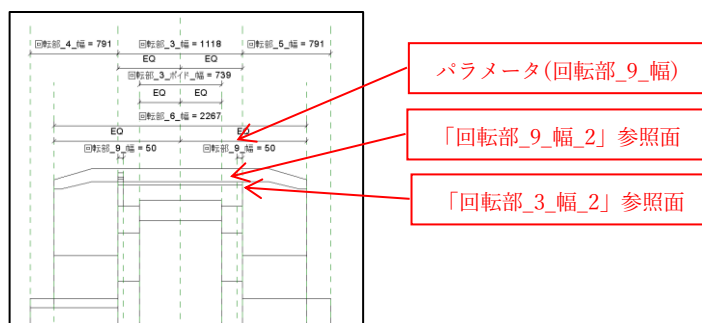 回転部_4_幅 = 791 回転部_3_幅 = 1118 回転部_5_幅 = 791
EQ EQ
回転部_3_ボイド_幅 = 739
EQ EQ
回転部_6_幅 = 2267
EQ EQ
回転部_9_幅 = 50 回転部_9_幅 = 50
パラメータ(回転部_9_幅)
「回転部_9_幅_2」参照面
「回転部_3_幅_2」参照面